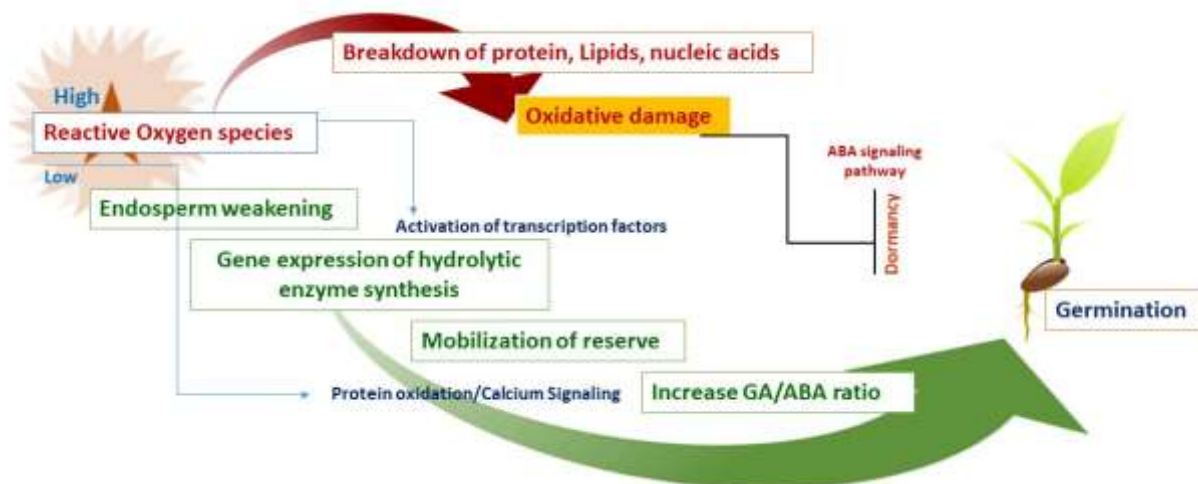 Breakdown of protein, Lipids, nucleic acids
High
Reactive Oxygen species
Low
Oxidative damage
ABA signaling
pathway
Dormancy
Endosperm weakening
Activation of transcription factors
Gene expression of hydrolytic
enzyme synthesis
Germination
Mobilization of reserve
Protein oxidation/Calcium Signaling
Increase GA/ABA ratio